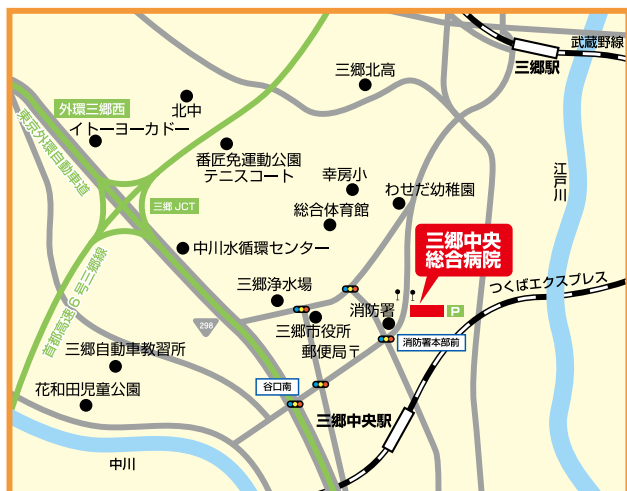 武蔵野線
三郷駅
三郷北高
外環三郷西
北中
イトーヨーカドー
東京外環自動車道
番匠免運動公園
テニスコート
幸房小
わせだ幼稚園
江戸川
三郷JCT
総合体育館
三郷中央
総合病院
中川水循環センター
つくばエクスプレス
首都高速6号三郷線
三郷浄水場
消防署
P
298
三郷市役所
消防署本部前
郵便局〒
三郷自動車教習所
谷口南
花和田児童公園
三郷中央駅
中川